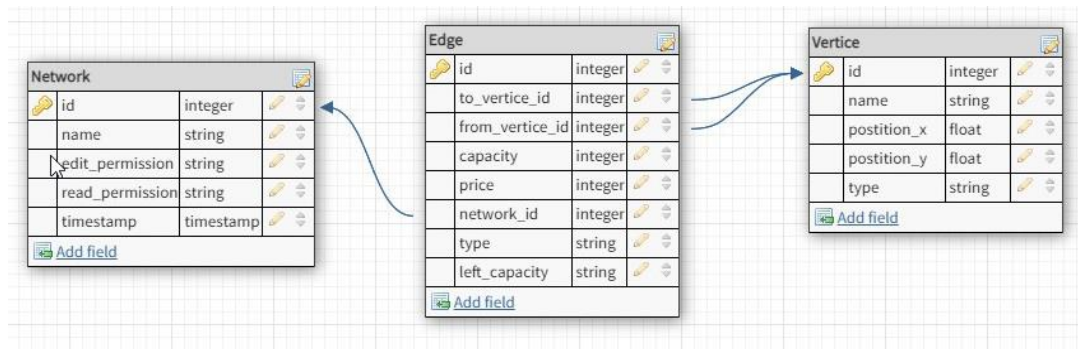 Network
id integer
name string
edit_permission string
read_permission string
timestamp timestamp
Add field
Edge
id integer
to_vertice_id integer
from_vertice_id integer
capacity integer
price integer
network_id integer
type string
left_capacity string
Add field
Vertice
id integer
name string
postition_x float
postition_y float
type string
Add field